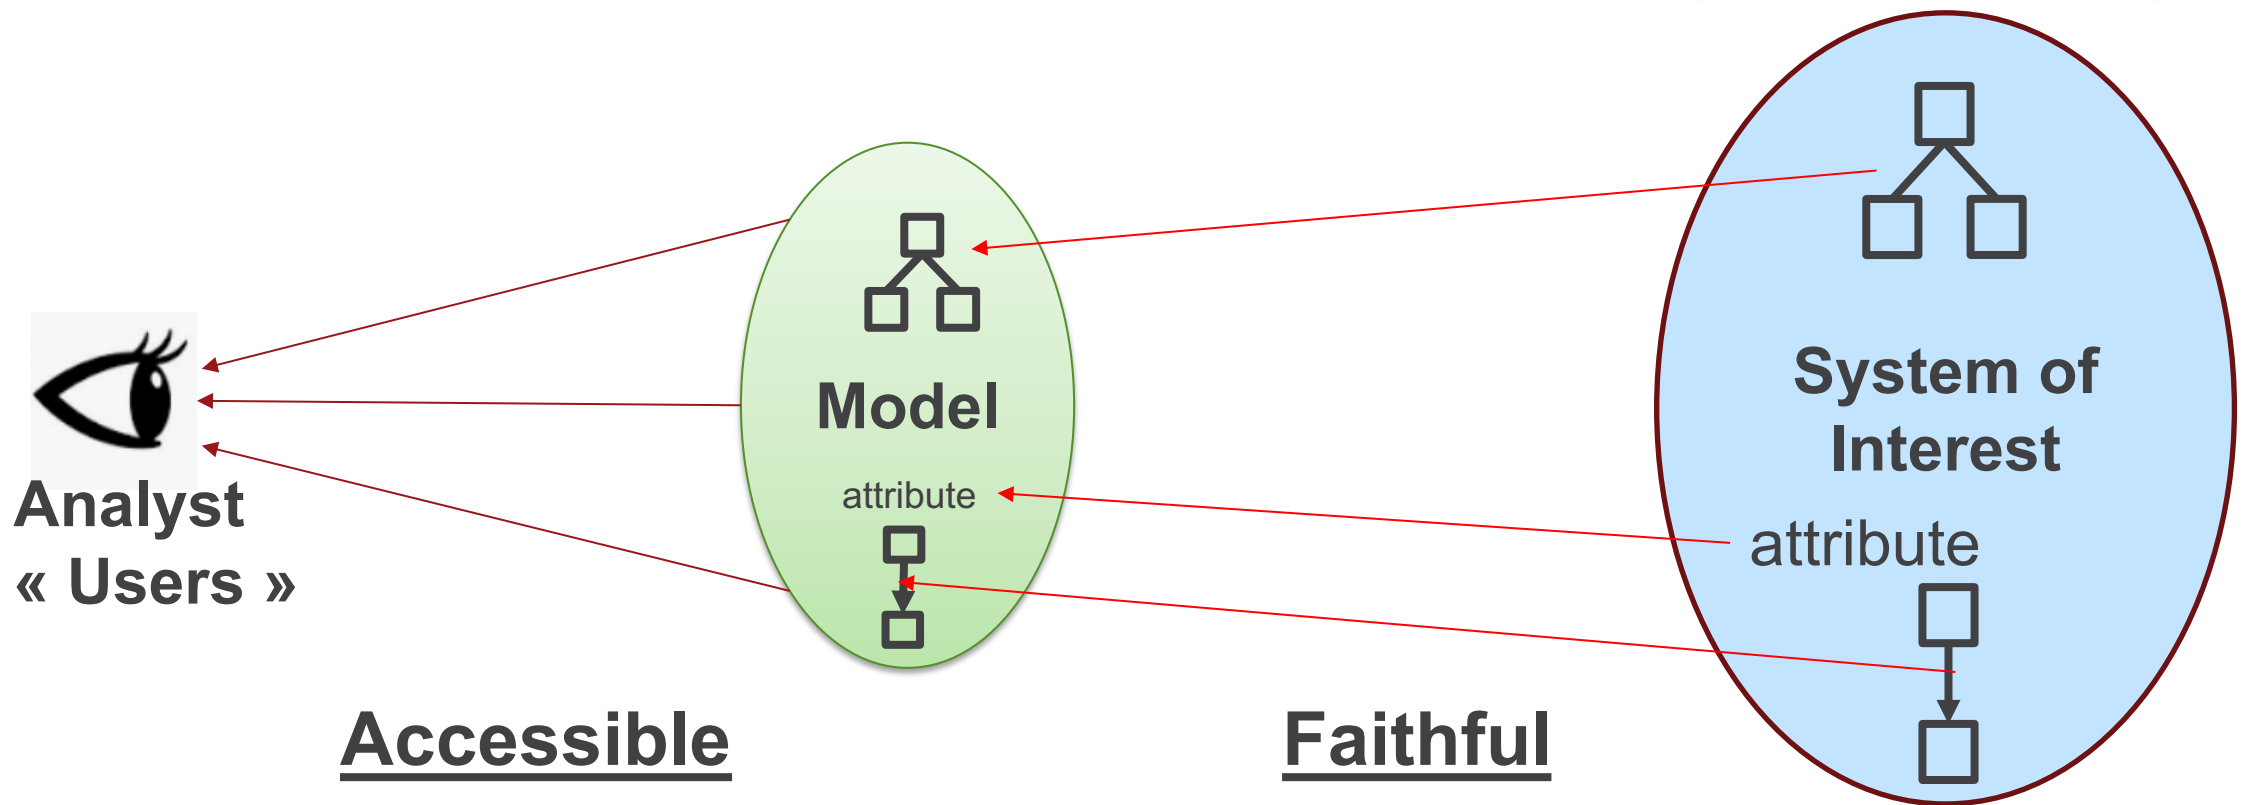 Analyst
« Users »
Model
attribute
System of
Interest
attribute
Accessible
Faithful